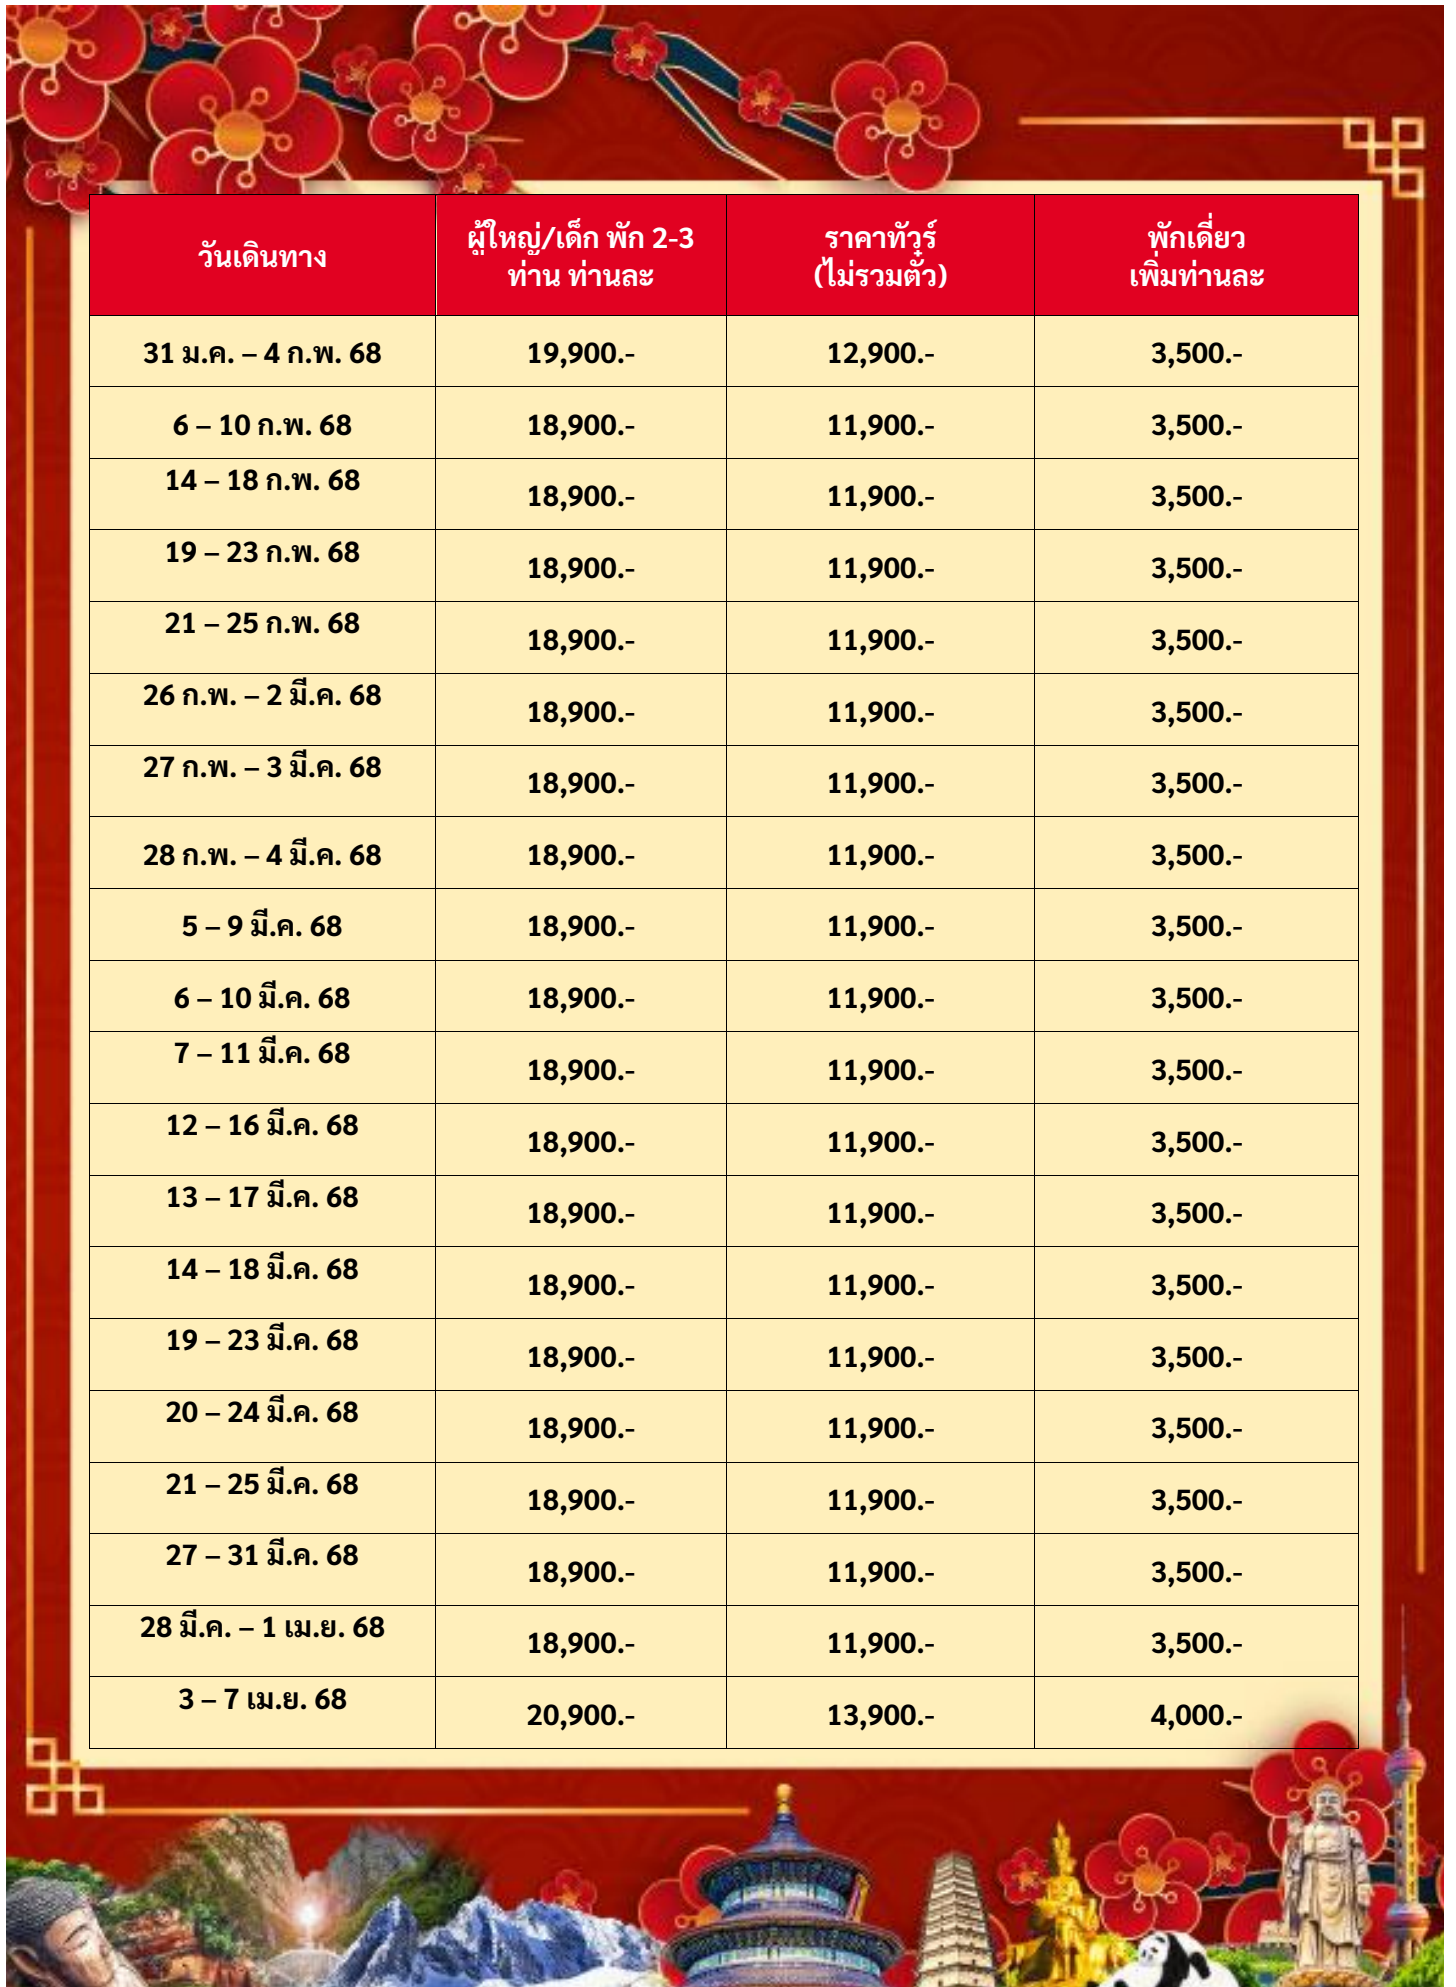 วันเดินทาง
ผู้ใหญ่/เด็ก พัก 2-3
ท่าน ท่านละ
ราคาทัวร์
(ไม่รวมตั๋ว)
พักเดี่ยว
เพิ่มท่านละ
31 ม.ค. – 4 ก.พ. 68 19,900.- 12,900.- 3,500.-
6 – 10 ก.พ. 68 18,900.- 11,900.- 3,500.-
14 – 18 ก.พ. 68 18,900.- 11,900.- 3,500.-
19 – 23 ก.พ. 68 18,900.- 11,900.- 3,500.-
21 – 25 ก.พ. 68 18,900.- 11,900.- 3,500.-
26 ก.พ. – 2 มี.ค. 68 18,900.- 11,900.- 3,500.-
27 ก.พ. – 3 มี.ค. 68 18,900.- 11,900.- 3,500.-
28 ก.พ. – 4 มี.ค. 68 18,900.- 11,900.- 3,500.-
5 – 9 มี.ค. 68 18,900.- 11,900.- 3,500.-
6 – 10 มี.ค. 68 18,900.- 11,900.- 3,500.-
7 – 11 มี.ค. 68 18,900.- 11,900.- 3,500.-
12 – 16 มี.ค. 68 18,900.- 11,900.- 3,500.-
13 – 17 มี.ค. 68 18,900.- 11,900.- 3,500.-
14 – 18 มี.ค. 68 18,900.- 11,900.- 3,500.-
19 – 23 มี.ค. 68 18,900.- 11,900.- 3,500.-
20 – 24 มี.ค. 68 18,900.- 11,900.- 3,500.-
21 – 25 มี.ค. 68 18,900.- 11,900.- 3,500.-
27 – 31 มี.ค. 68 18,900.- 11,900.- 3,500.-
28 มี.ค. – 1 เม.ย. 68 18,900.- 11,900.- 3,500.-
3 – 7 เม.ย. 68 20,900.- 13,900.- 4,000.-